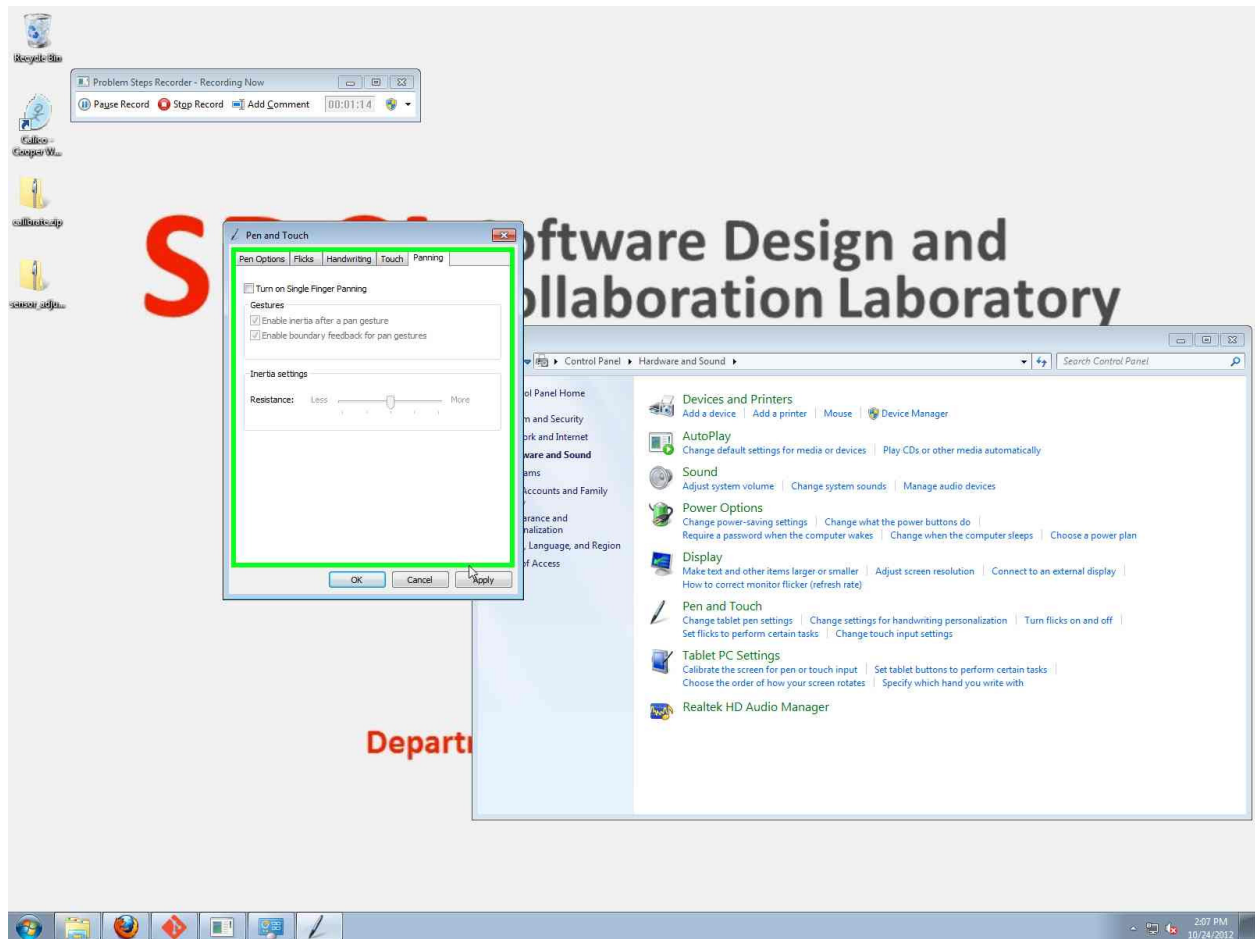 Recycle Bin
Problem Steps Recorder - Recording Now
Pause Record Stop Record Add Comment 00:01:14
Calico -
Cooper W...
calibrate.zip
sensor_adju...
oftware Design and
ollaboration Laboratory
Departm
Pen and Touch
Pen Options Flicks Handwriting Touch Panning
Turn on Single Finger Panning
Gestures
Enable inertia after a pan gesture
Enable boundary feedback for pan gestures
Inertia settings
Resistance: Less More
OK Cancel Apply
Control Panel Hardware and Sound Search Control Panel
ol Panel Home
m and Security
ork and Internet
ware and Sound
ams
Accounts and Family
arance and
nalization
, Language, and Region
of Access
Devices and Printers
Add a device Add a printer Mouse Device Manager
AutoPlay
Change default settings for media or devices Play CDs or other media automatically
Sound
Adjust system volume Change system sounds Manage audio devices
Power Options
Change power-saving settings Change what the power buttons do
Require a password when the computer wakes Change when the computer sleeps Choose a power plan
Display
Make text and other items larger or smaller Adjust screen resolution Connect to an external display
How to correct monitor flicker (refresh rate)
Pen and Touch
Change tablet pen settings Change settings for handwriting personalization Turn flicks on and off
Set flicks to perform certain tasks Change touch input settings
Tablet PC Settings
Calibrate the screen for pen or touch input Set tablet buttons to perform certain tasks
Choose the order of how your screen rotates Specify which hand you write with
Realtek HD Audio Manager
2:07 PM
10/24/2012